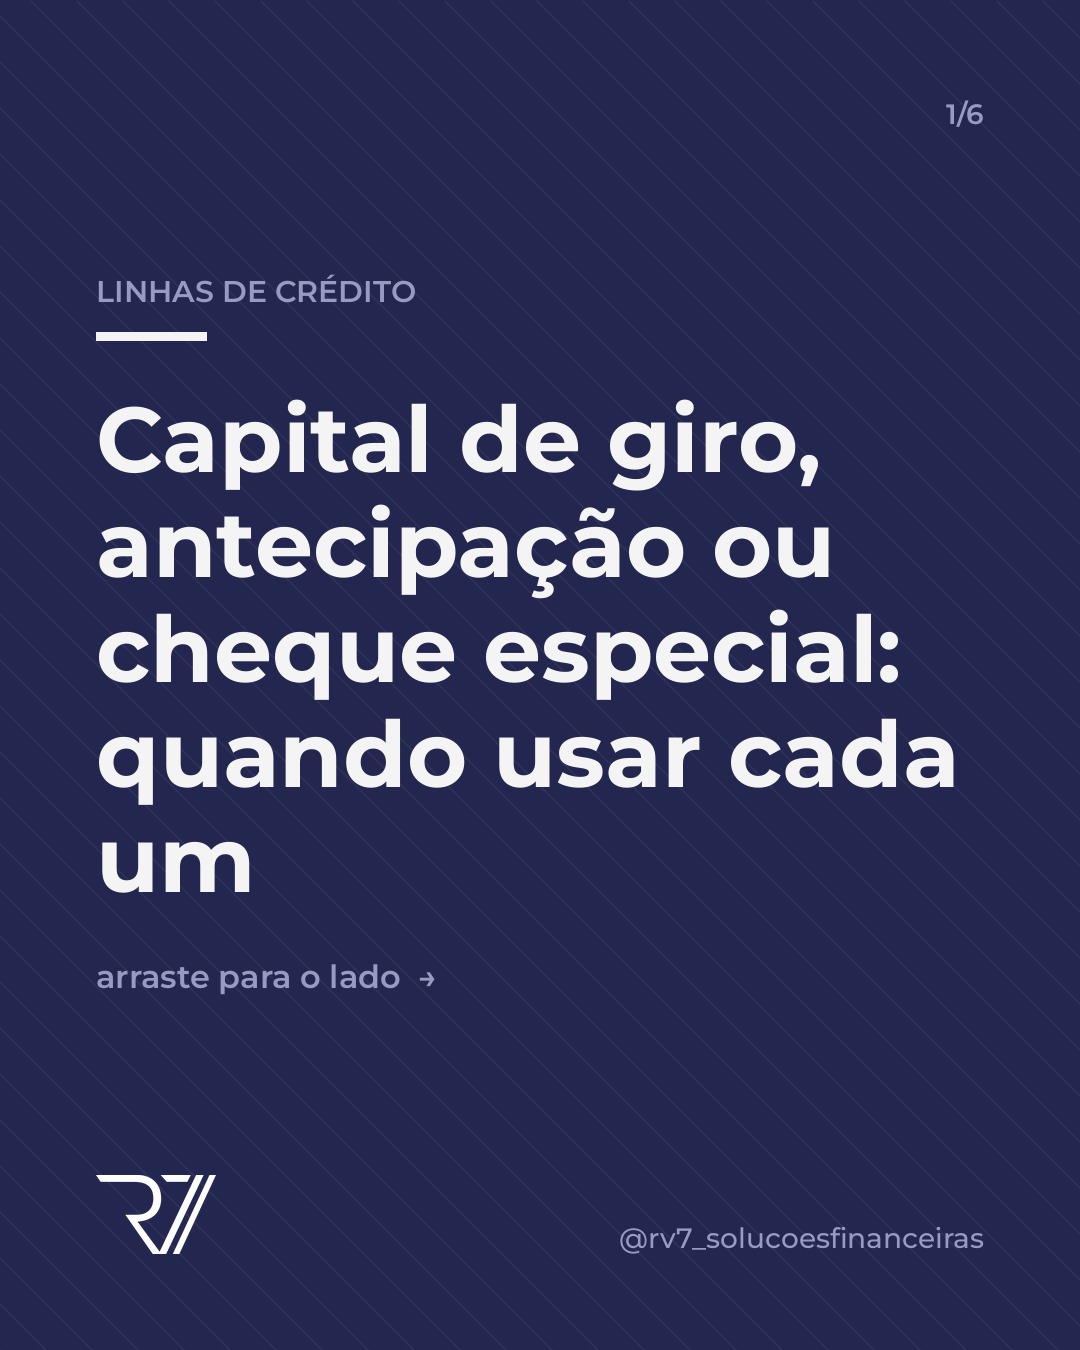 1/6
LINHAS DE CRÉDITO
Capital de giro,
antecipação ou
cheque especial:
quando usar cada
um
arraste para o lado →
RV7
@rv7_solucoesfinanceiras